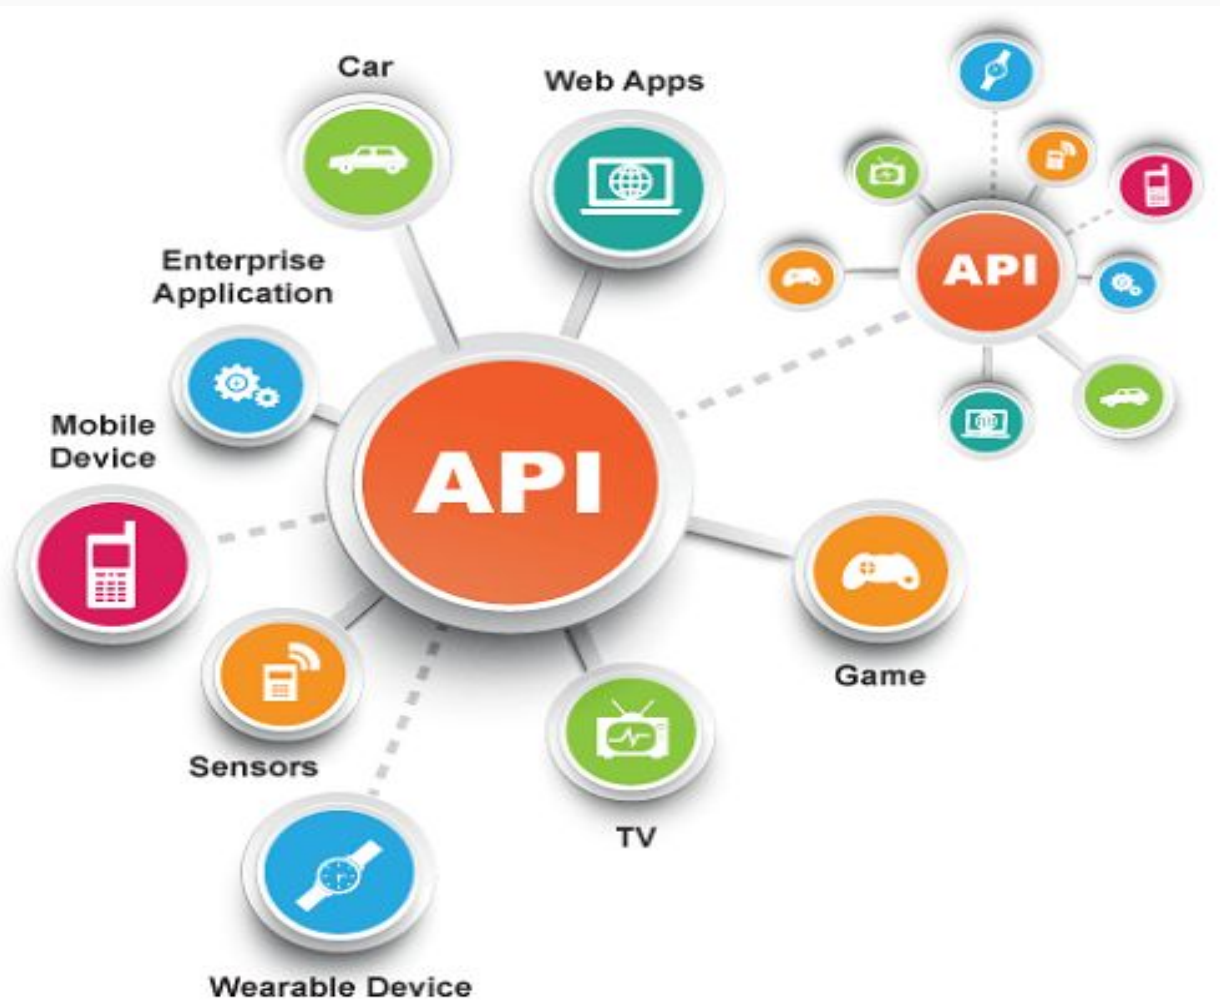 Car
Web Apps
Enterprise
Application
API
Mobile
Device
API
Game
Sensors
TV
Wearable Device